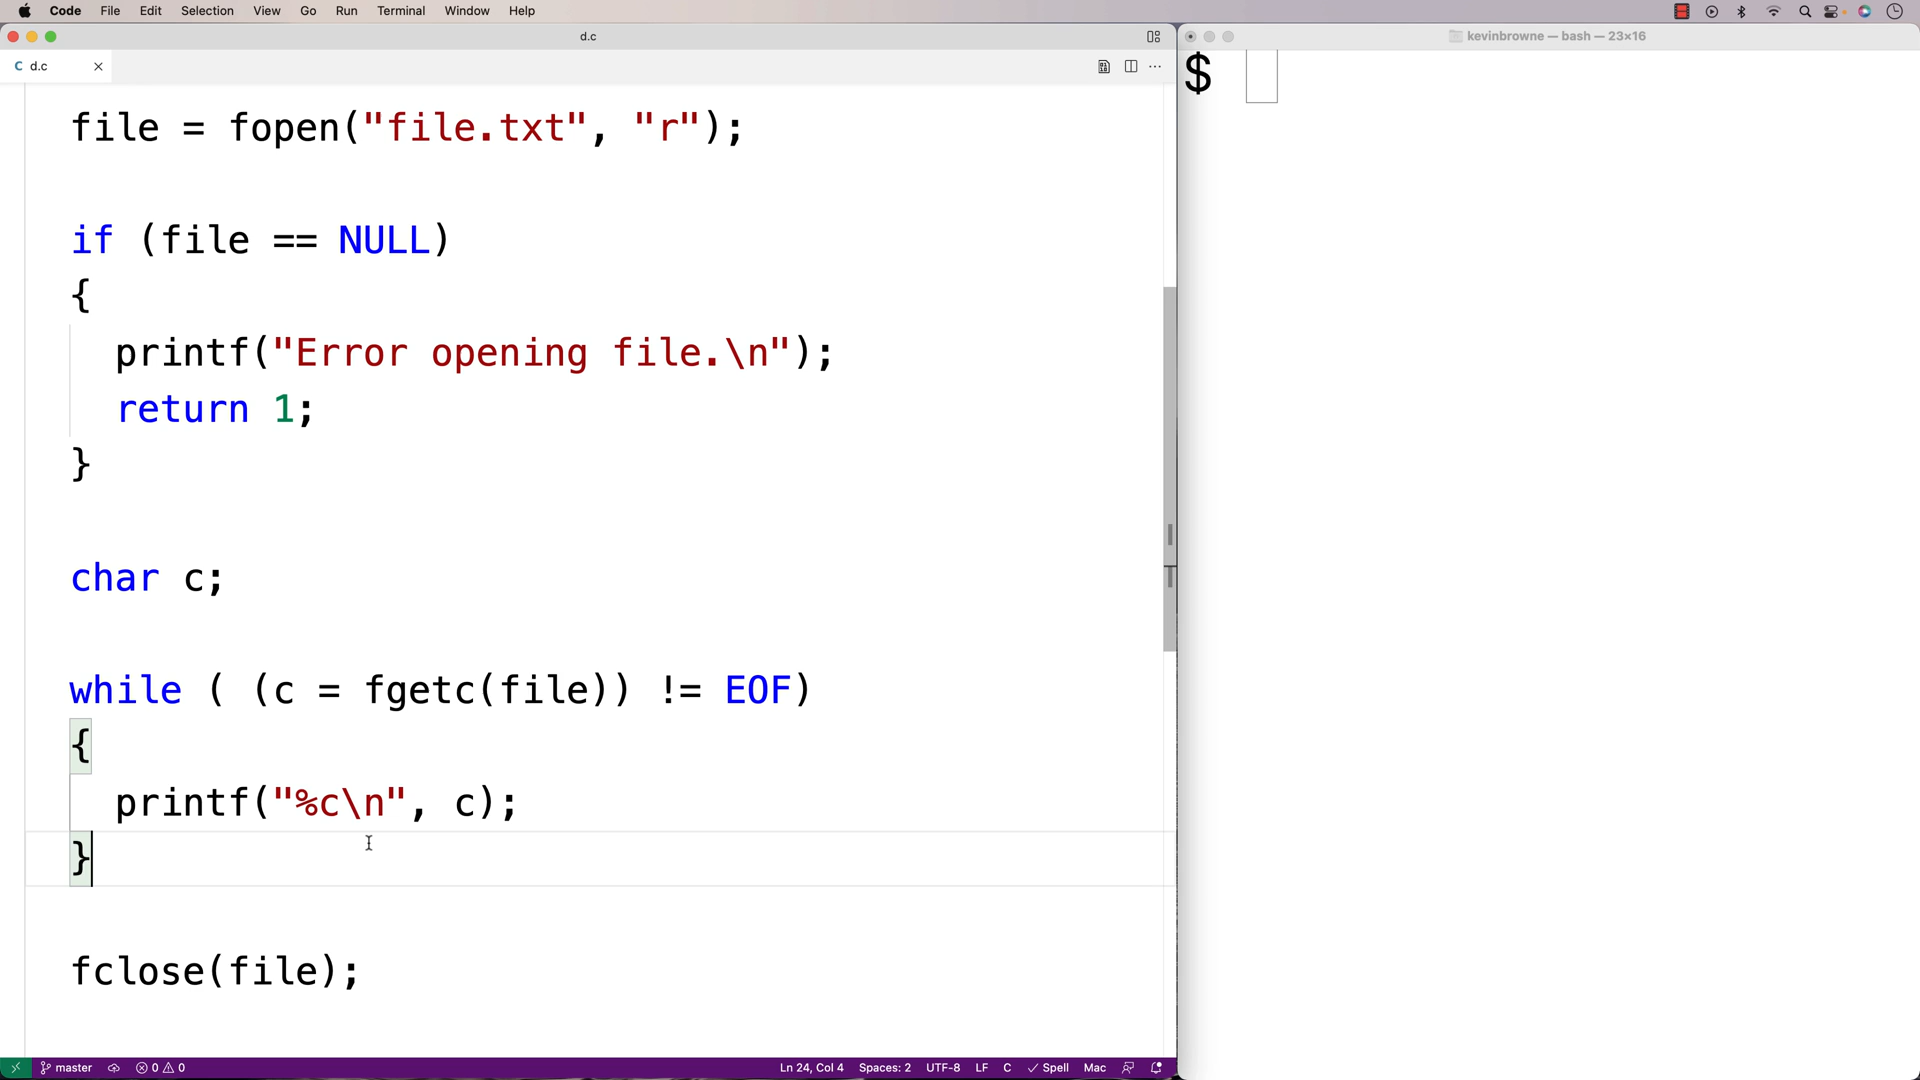 Code File Edit Selection View Go Run Terminal Window Help
d.c
C d.c
file = fopen("file.txt", "r");
if (file == NULL)
{
printf("Error opening file.\n");
return 1;
}
char c;
while ( (c = fgetc(file)) != EOF)
{
printf("%c\n", c);
}
fclose(file);
master 0 0 Ln 24, Col 4 Spaces: 2 UTF-8 LF C Spell Mac
kevinbrowne — bash — 23×16
$